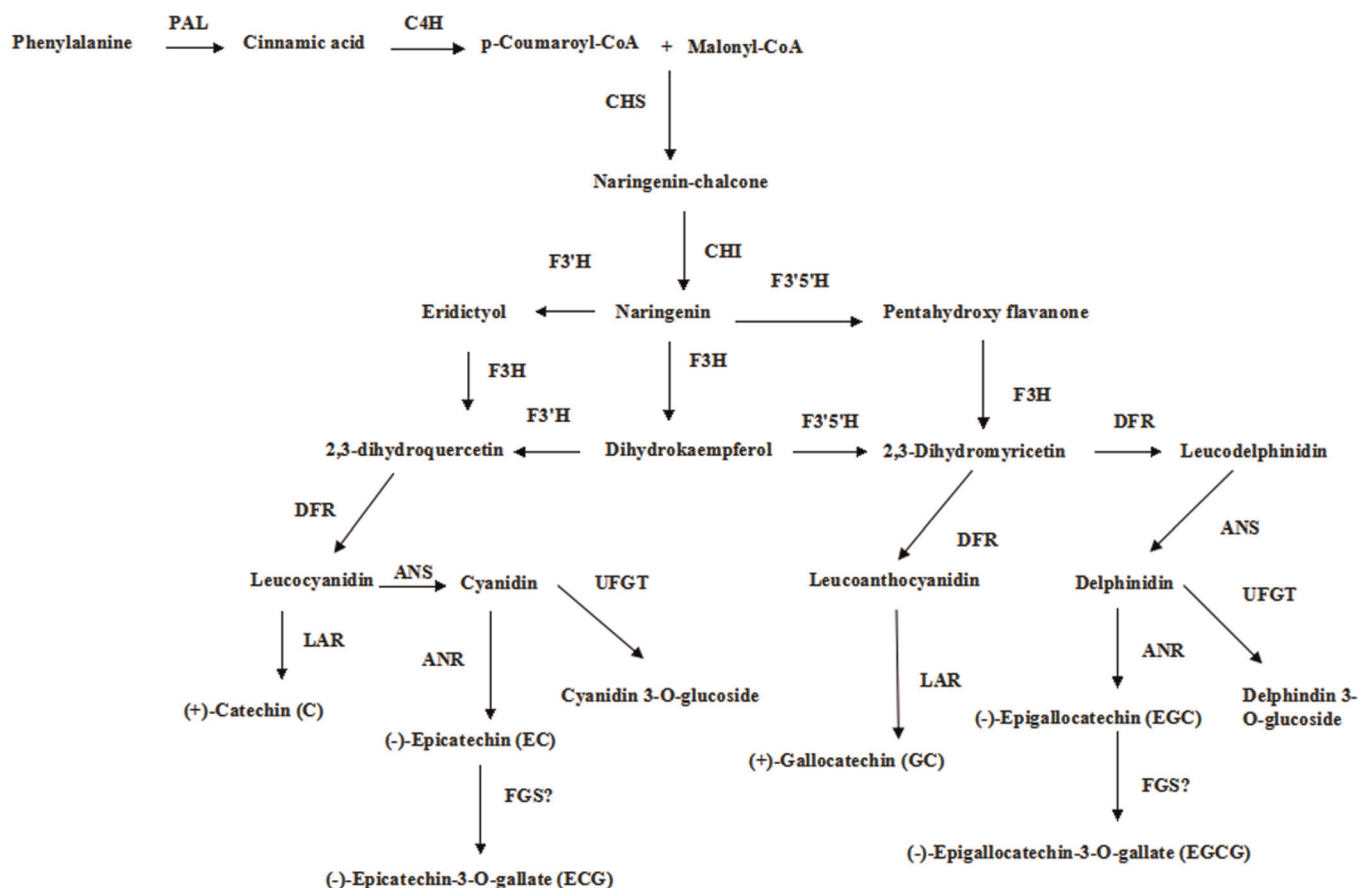 PAL
C4H
Phenylalanine
Cinnamic acid
p-Coumaroyl-CoA + Malonyl-CoA
CHS
Naringenin-chalcone
CHI
F3'H
F3'5'H
Eridictyol
Naringenin
Pentahydroxy flavanone
F3H
F3H
F3H
F3'H
F3'5'H
DFR
2,3-dihydroquercetin
Dihydrokaempferol
2,3-Dihydromyricetin
Leucodelphinidin
DFR
DFR
ANS
Leucocyanidin
ANS
Cyanidin
UFGT
Leucoanthocyanidin
Delphinidin
UFGT
LAR
ANR
LAR
ANR
(+)-Catechin (C)
Cyanidin 3-O-glucoside
(-)-Epigallocatechin (EGC)
Delphindin 3-
O-glucoside
(-)-Epicatechin (EC)
(+)-Gallocatechin (GC)
FGS?
FGS?
(-)-Epicatechin-3-O-gallate (ECG)
(-)-Epigallocatechin-3-O-gallate (EGCG)